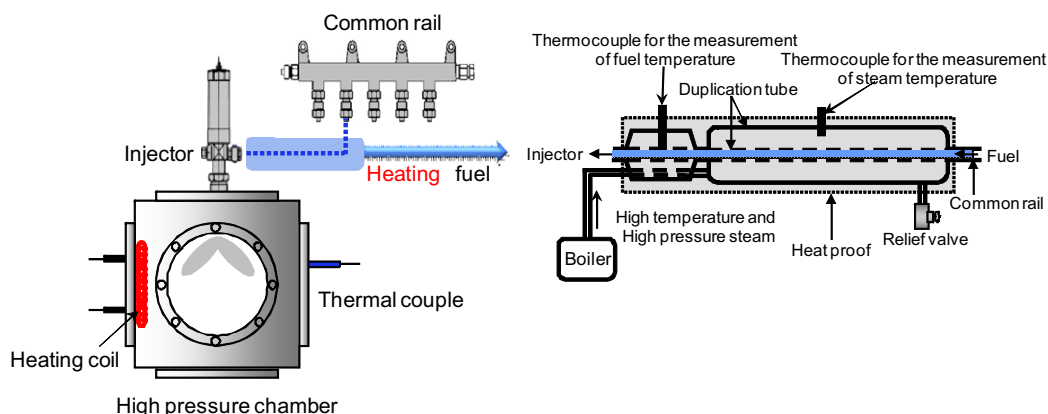 Common rail
Injector
Heating fuel
Thermal couple
Heating coil
High pressure chamber
Thermocouple for the measurement
of fuel temperature
Thermocouple for the measurement
of steam temperature
Duplication tube
Injector
Fuel
Common rail
High temperature and
High pressure steam
Relief valve
Heat proof
Boiler